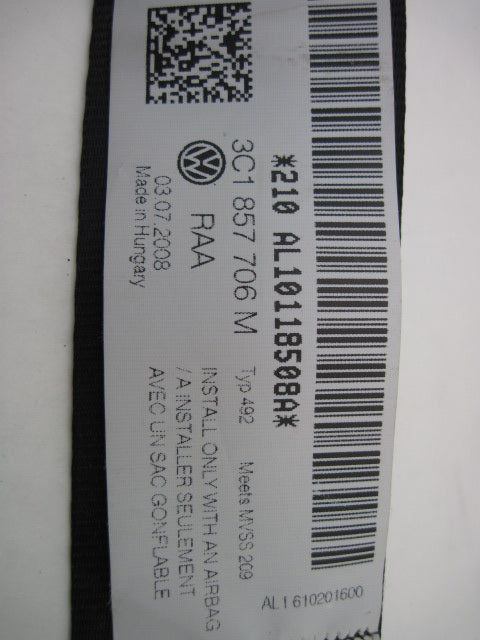 *210 AL10118508A*
3C1 857 706 M
Typ 492 Meets MVSS 209
RAA
INSTALL ONLY WITH AN AIRBAG
/A INSTALLER SEULEMENT
AVEC UN SAC GONFLABLE
03.07.2008
Made in Hungary
AL1 610201600